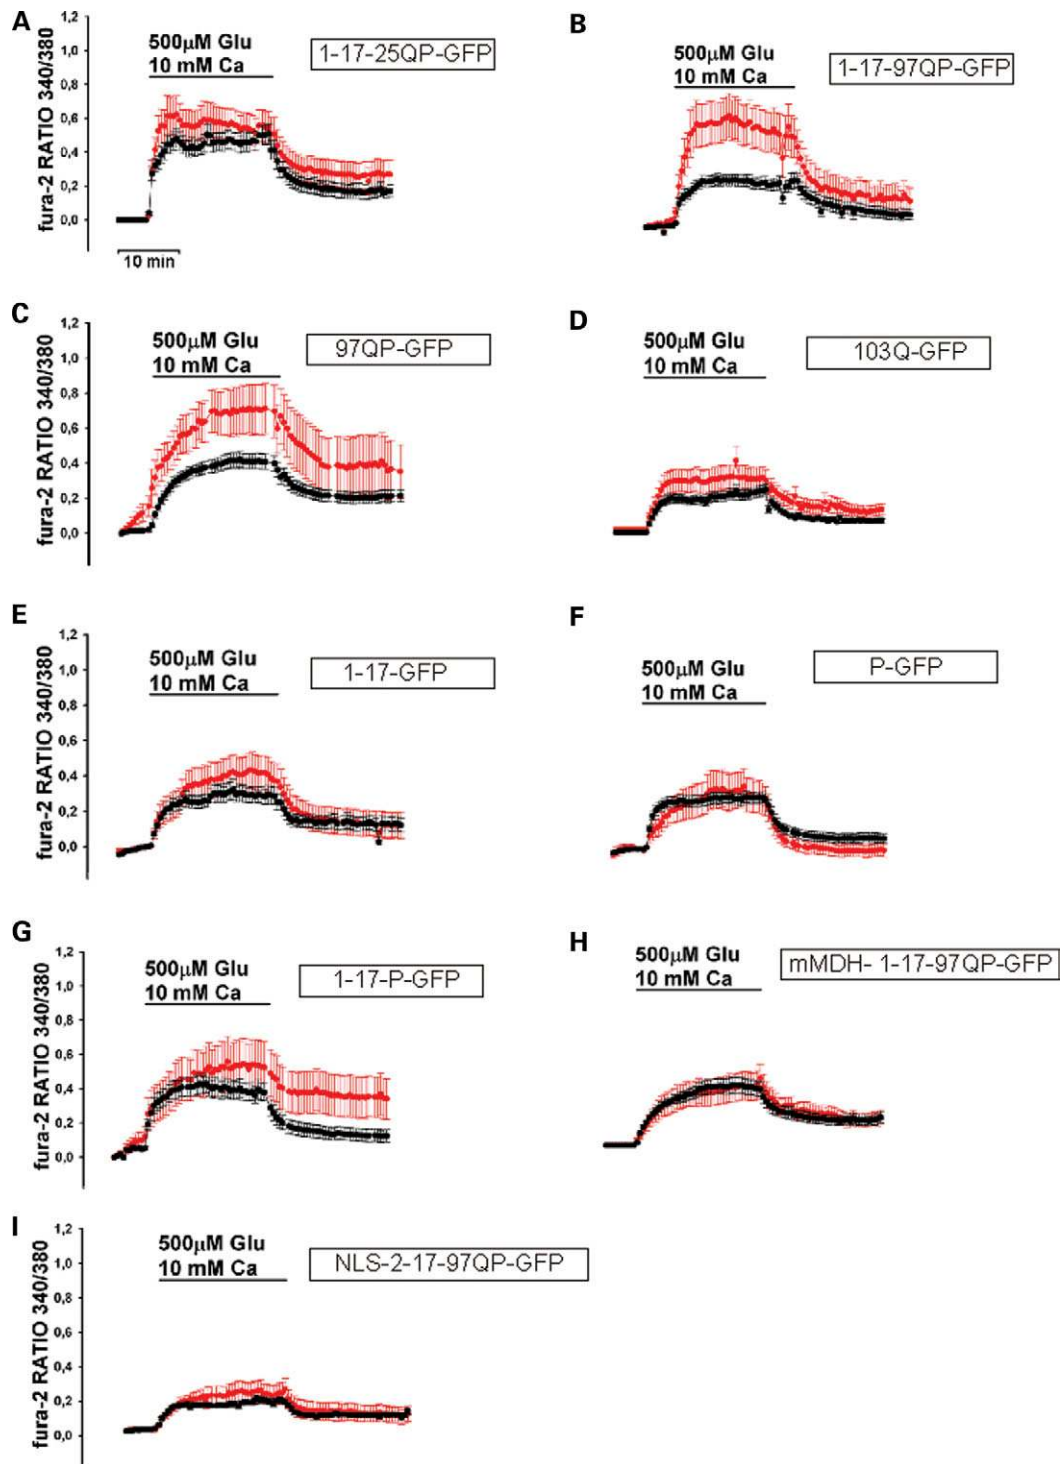 A
1,2
1,0
0,8
0,6
0,4
0,2
0,0
fura-2 RATIO 340/380
500µM Glu
10 mM Ca
1-17-25QP-GFP
10 min
B
500µM Glu
10 mM Ca
1-17-97QP-GFP
C
1,2
1,0
0,8
0,6
0,4
0,2
0,0
fura-2 RATIO 340/380
500µM Glu
10 mM Ca
97QP-GFP
D
500µM Glu
10 mM Ca
103Q-GFP
E
1,2
1,0
0,8
0,6
0,4
0,2
0,0
fura-2 RATIO 340/380
500µM Glu
10 mM Ca
1-17-GFP
F
500µM Glu
10 mM Ca
P-GFP
G
1,2
1,0
0,8
0,6
0,4
0,2
0,0
fura-2 RATIO 340/380
500µM Glu
10 mM Ca
1-17-P-GFP
H
500µM Glu
10 mM Ca
mMDH- 1-17-97QP-GFP
I
1,2
1,0
0,8
0,6
0,4
0,2
0,0
fura-2 RATIO 340/380
500µM Glu
10 mM Ca
NLS-2-17-97QP-GFP